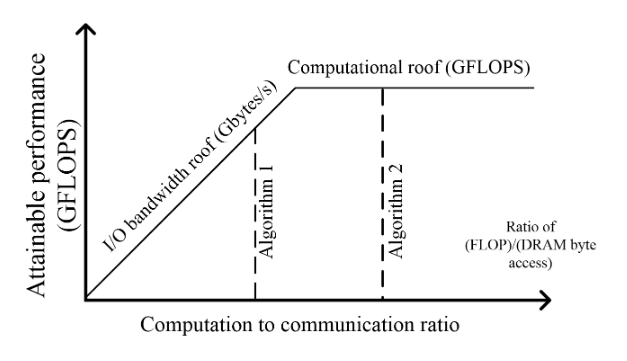 Attainable performance
(GFLOPS)
I/O bandwidth roof (Gbytes/s)
Computational roof (GFLOPS)
Algorithm 1
Algorithm 2
Ratio of
(FLOP)/(DRAM byte
access)
Computation to communication ratio